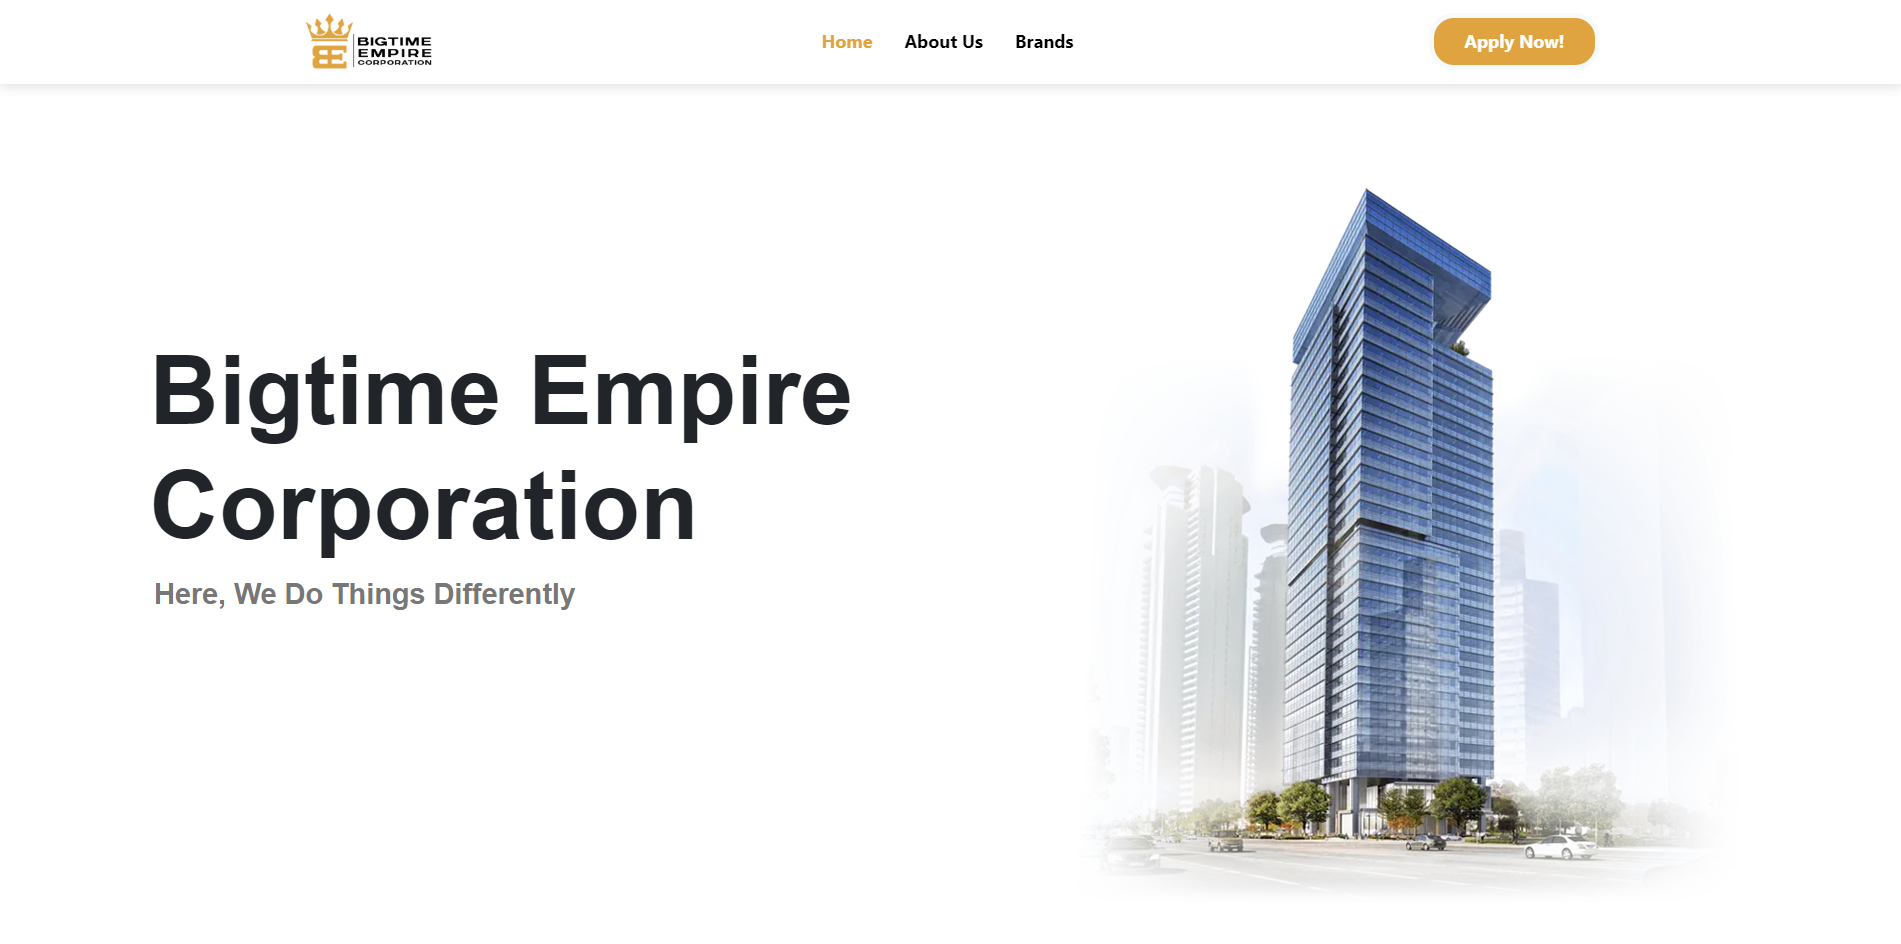 BE
BIGTIME
EMPIRE
CORPORATION
Home
About Us
Brands
Apply Now!
Bigtime Empire
Corporation
Here, We Do Things Differently